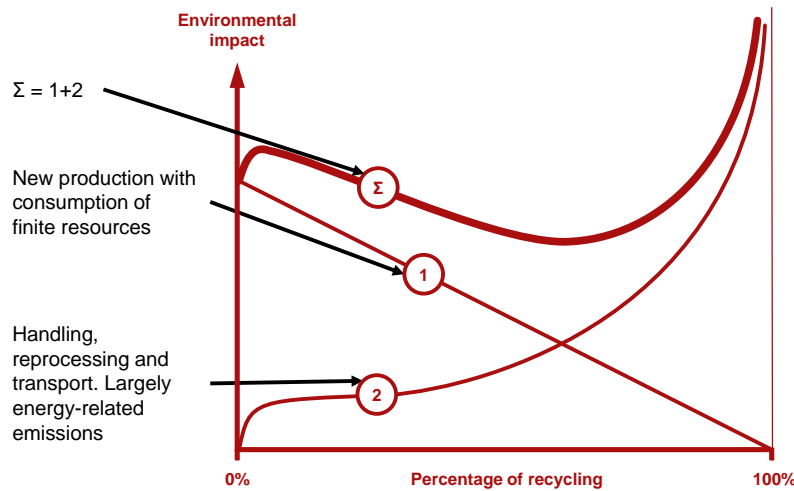 Environmental
impact
Σ = 1+2
Σ
New production with
consumption of
finite resources
1
Handling,
reprocessing and
transport. Largely
energy-related
emissions
2
0%
Percentage of recycling
100%